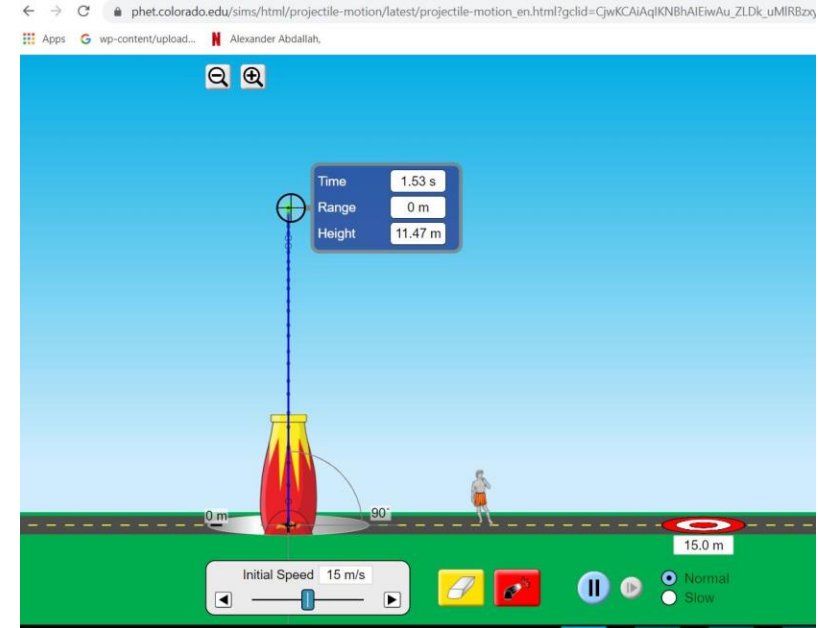 phet.colorado.edu/sims/html/projectile-motion/latest/projectile-motion_en.html?gclid=CjwKCAiAqIKNBhAIEiwAu_ZLDk_uMlRBzxy
Apps wp-content/upload... Alexander Abdallah,
Time 1.53 s
Range 0 m
Height 11.47 m
0 m
90°
15.0 m
Initial Speed 15 m/s
Normal
Slow